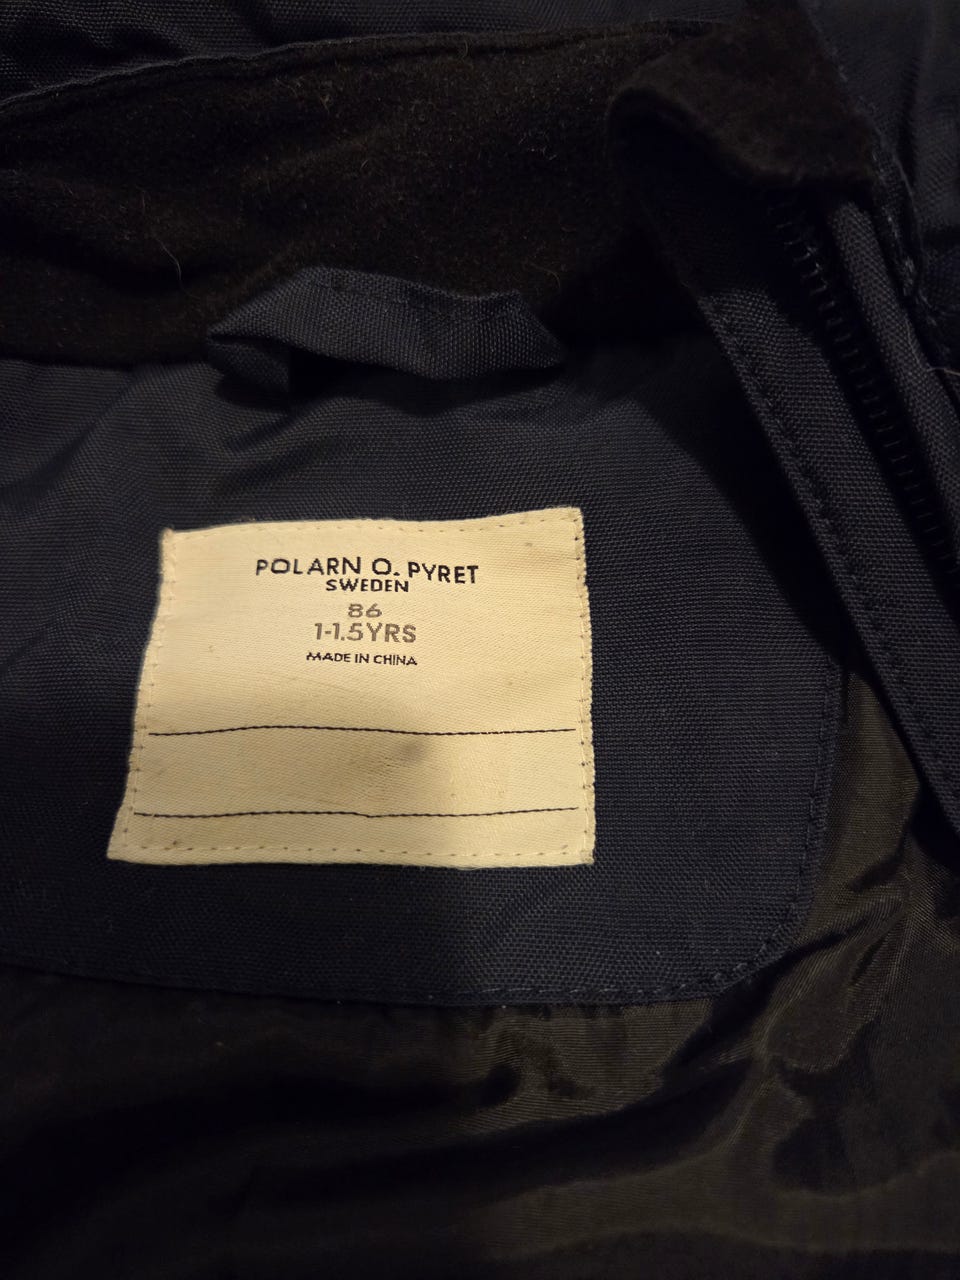 POLARN O. PYRET
SWEDEN
86
1-1.5YRS
MADE IN CHINA